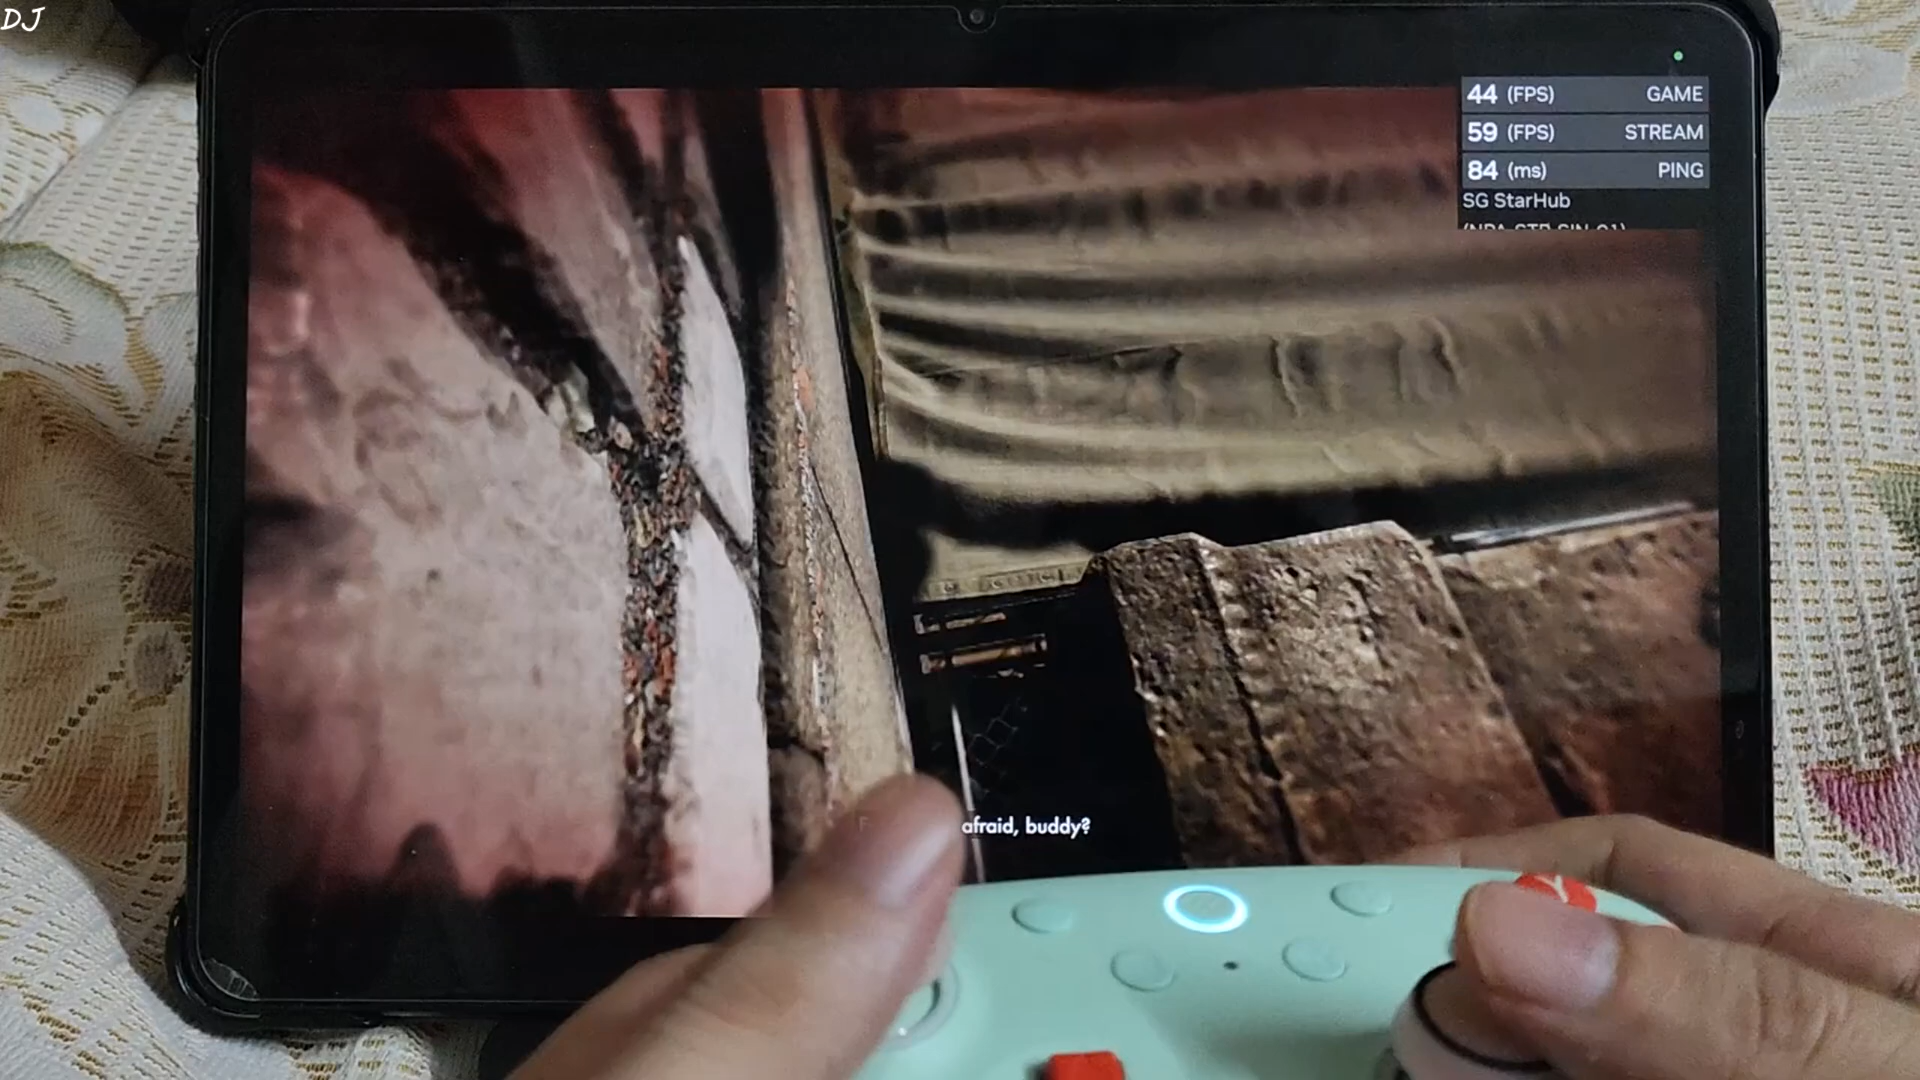 DJ
44 (FPS) GAME
59 (FPS) STREAM
84 (ms) PING
SG StarHub
afraid, buddy?